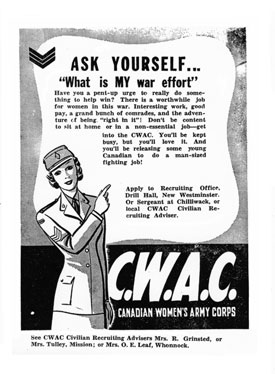 ASK YOURSELF...
"What is MY war effort"
Have you a pent-up urge to really do some-
thing to help win? There is a worthwhile job
for women in this war. Interesting work, good
pay, a grand bunch of comrades, and the adven-
ture of being "right in it"! Don't be content
to sit at home or in a non-essential job—get
into the CWAC. You'll be kept
busy, but you'll love it. And
you'll be releasing some young
Canadian to do a man-sized
fighting job!
Apply to Recruiting Office,
Drill Hall, New Westminster.
Or Sergeant at Chilliwack, or
local CWAC Civilian Re-
cruiting Adviser.
C.W.A.C.
CANADIAN WOMEN'S ARMY CORPS
See CWAC Civilian Recruiting Advisers Mrs. R. Grinsted, or
Mrs. Tulley, Mission; or Mrs. O. E. Leaf, Whonnock.